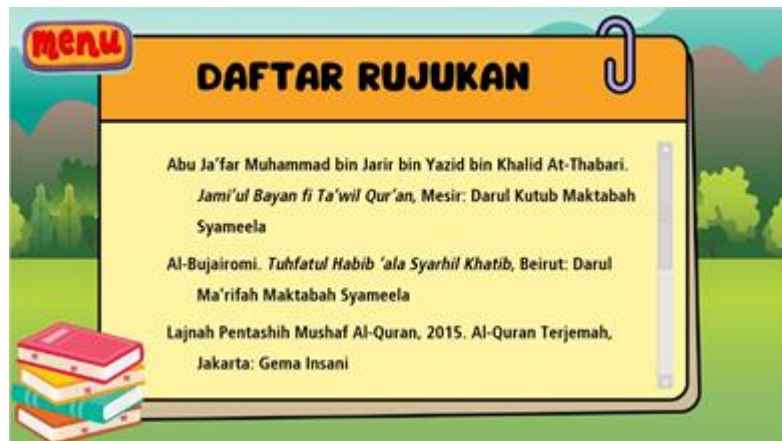 menu
DAFTAR RUJUKAN
Abu Ja'far Muhammad bin Jarir bin Yazid bin Khalid At-Thabari.
Jami'ul Bayan fi Ta'wil Qur'an, Mesir: Darul Kutub Maktabah
Syameela
Al-Bujairomi. Tuhfatul Habib 'ala Syarhil Khatib, Beirut: Darul
Ma'rifah Maktabah Syameela
Lajnah Pentashih Mushaf Al-Quran, 2015. Al-Quran Terjemah,
Jakarta: Gema Insani